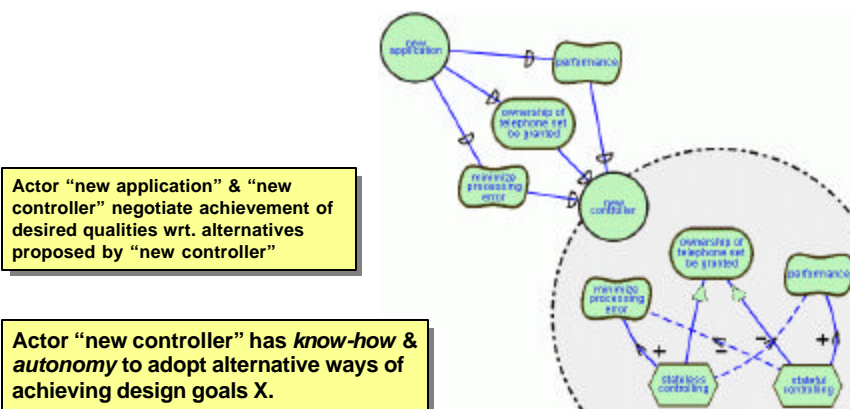 new
application
performance
ownership of
telephone set
be granted
minimize
processing
error
new
controller
Actor “new application” & “new
controller” negotiate achievement of
desired qualities wrt. alternatives
proposed by “new controller”
ownership of
telephone set
be granted
performance
minimize
processing
error
+
-
-
+
stateless
controlling
stateful
controlling
Actor “new controller” has know-how &
autonomy to adopt alternative ways of
achieving design goals X.